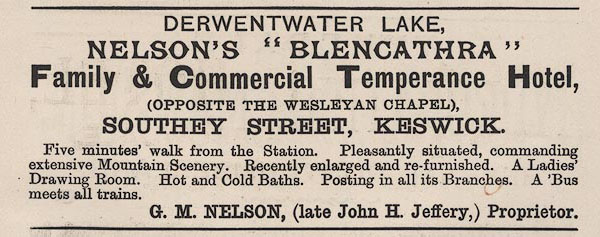 DERWENTWATER LAKE,
NELSON'S "BLENCATHRA"
Family & Commercial Temperance Hotel,
(OPPOSITE THE WESLEYAN CHAPEL),
SOUTHEY STREET, KESWICK.
Five minutes' walk from the Station. Pleasantly situated, commanding
extensive Mountain Scenery. Recently enlarged and re-furnished. A Ladies'
Drawing Room. Hot and Cold Baths. Posting in all its Branches. A 'Bus
meets all trains.
G. M. NELSON, (late John H. Jeffery,) Proprietor.